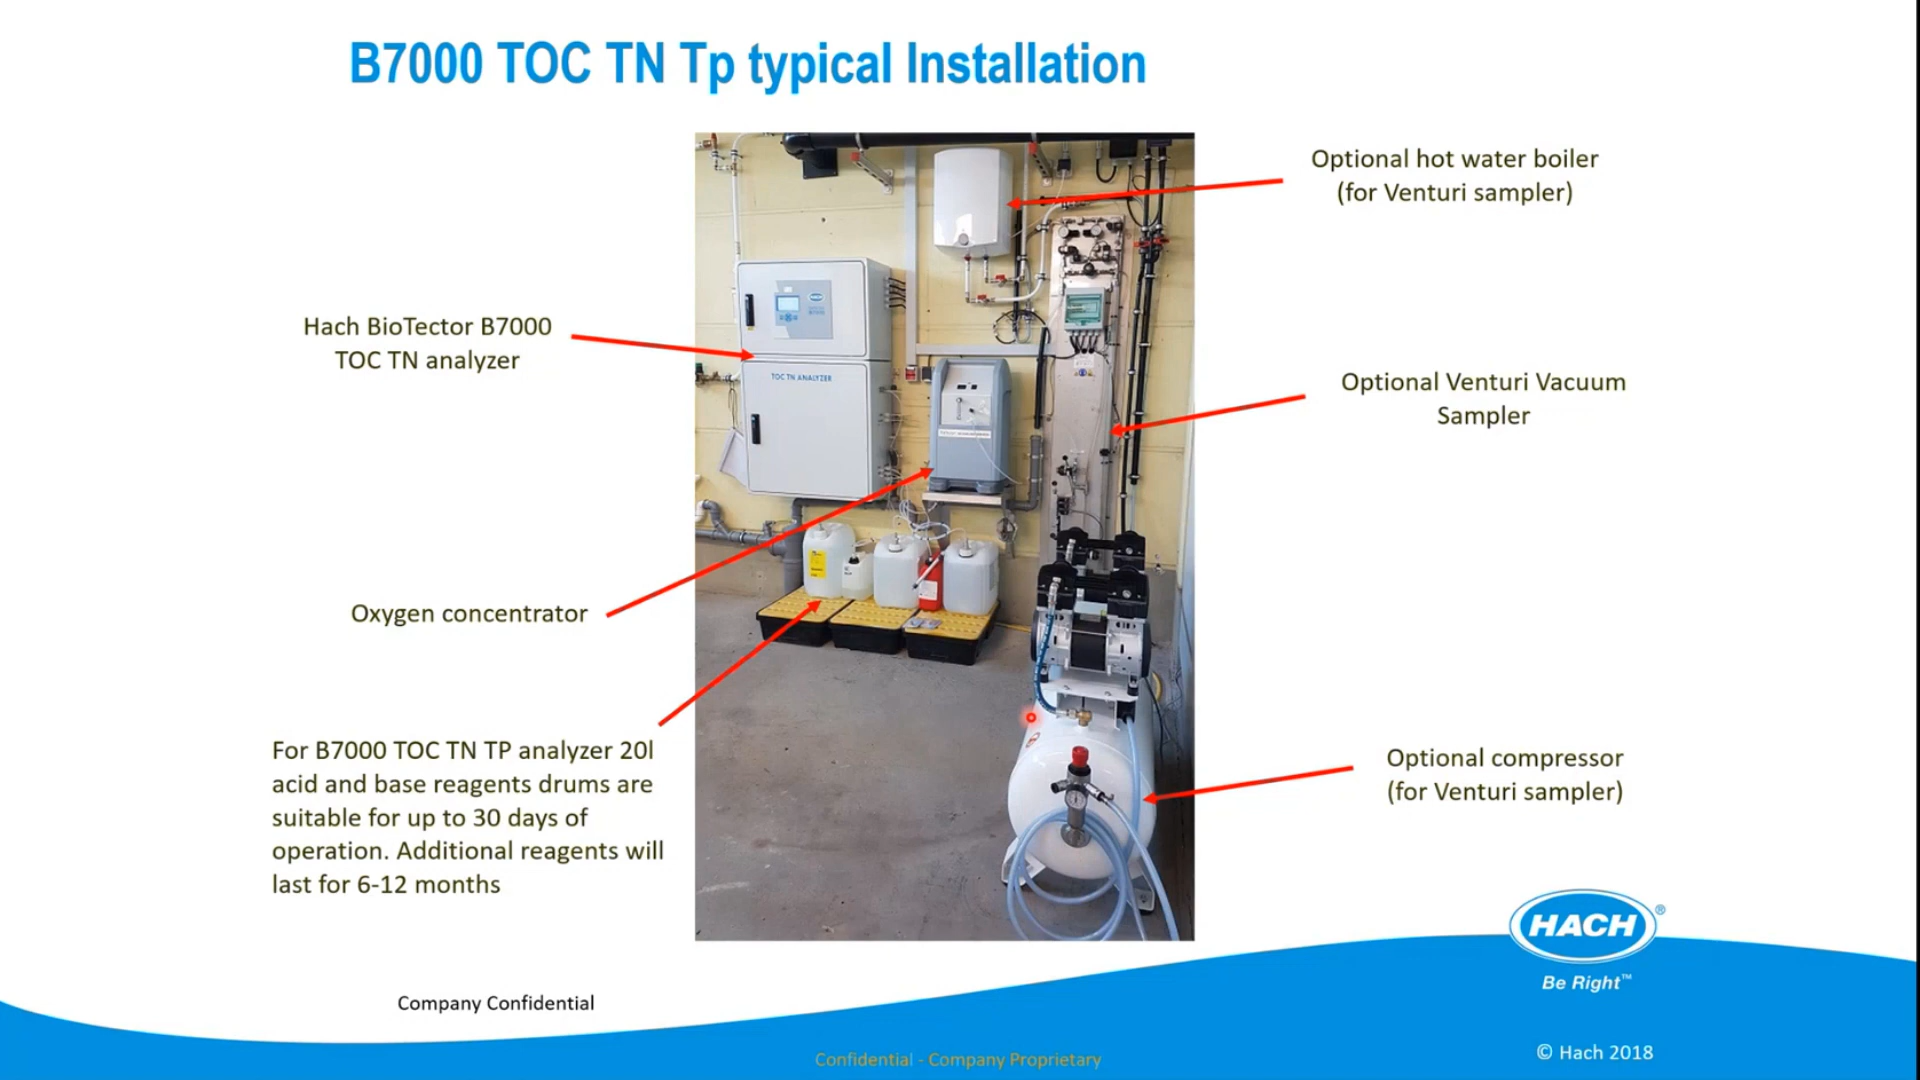 B7000 TOC TN Tp typical Installation
Optional hot water boiler
(for Venturi sampler)
Hach BioTector B7000
TOC TN analyzer
HACH
B7000
TOC TN ANALYZER
Optional Venturi Vacuum
Sampler
Oxygen concentrator
For B7000 TOC TN TP analyzer 20l
acid and base reagents drums are
suitable for up to 30 days of
operation. Additional reagents will
last for 6-12 months
Optional compressor
(for Venturi sampler)
HACH®
Be Right™
Company Confidential
Confidential - Company Proprietary
© Hach 2018